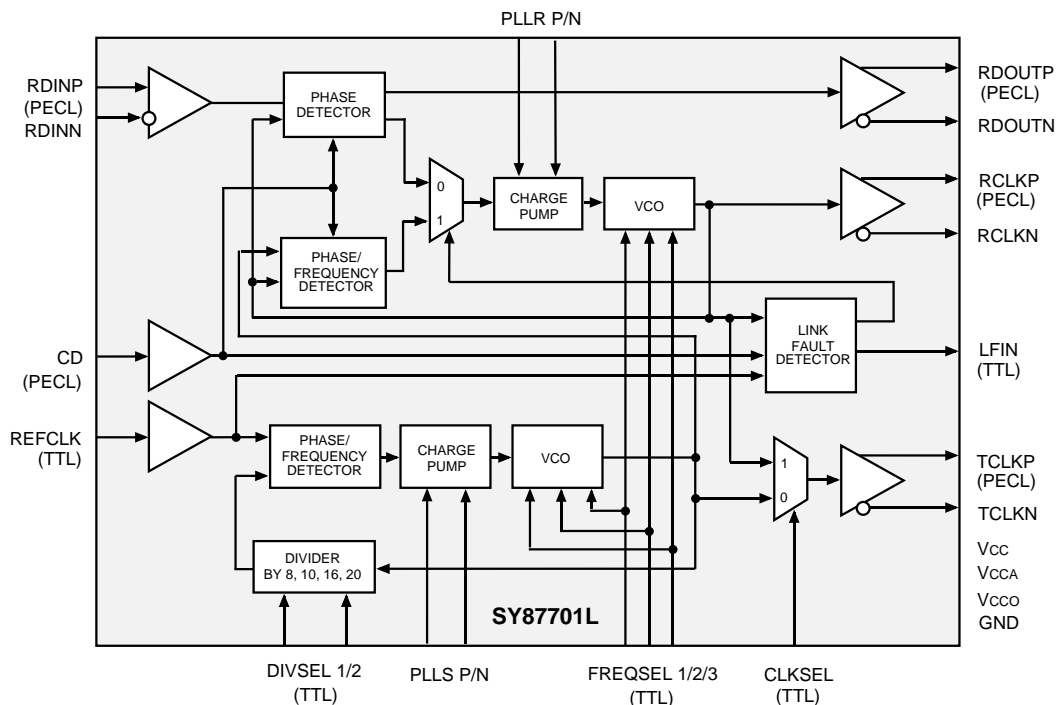 PLLR P/N
RDINP
(PECL)
RDINN
PHASE
DETECTOR
RDOUTP
(PECL)
RDOUTN
0
1
CHARGE
PUMP
VCO
RCLKP
(PECL)
RCLKN
PHASE/
FREQUENCY
DETECTOR
CD
(PECL)
LINK
FAULT
DETECTOR
LFIN
(TTL)
REFCLK
(TTL)
PHASE/
FREQUENCY
DETECTOR
CHARGE
PUMP
VCO
1
0
TCLKP
(PECL)
TCLKN
DIVIDER
BY 8, 10, 16, 20
SY87701L
VCC
VCCA
VCCO
GND
DIVSEL 1/2
(TTL)
PLLS P/N
FREQSEL 1/2/3
(TTL)
CLKSEL
(TTL)